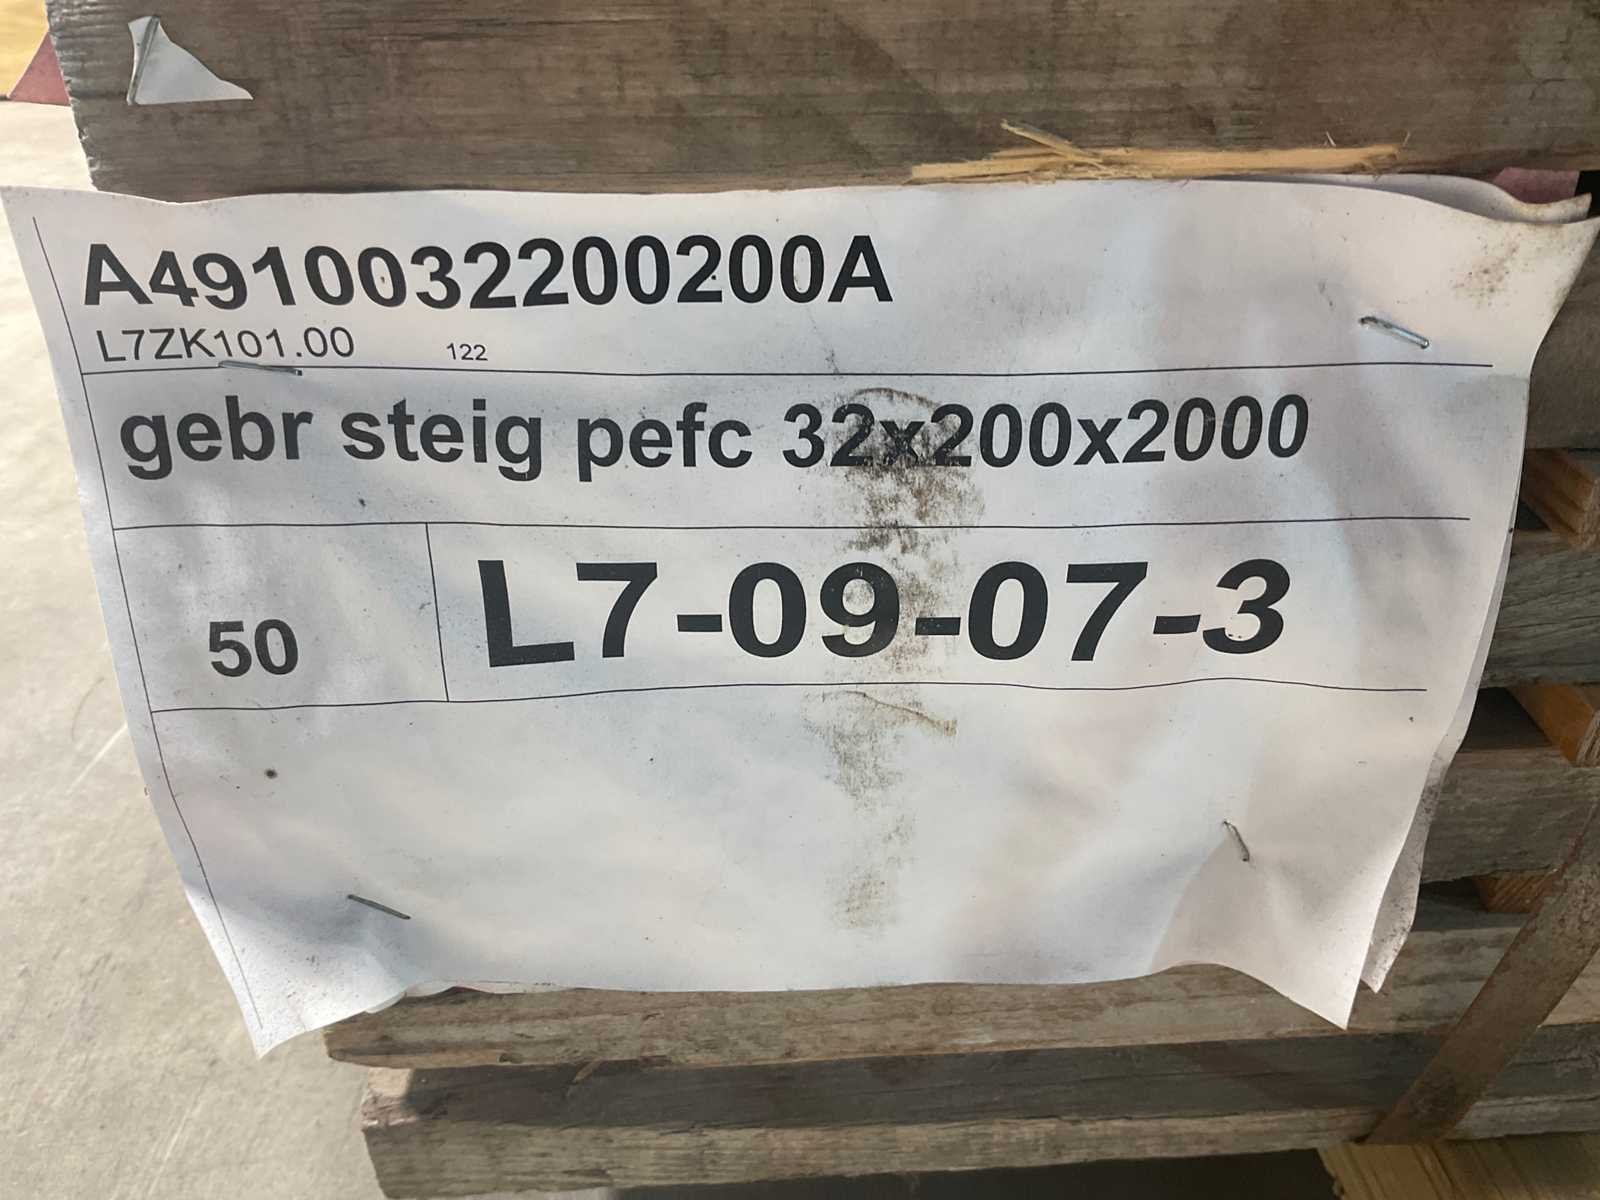 A4910032200200A
L7ZK101.00 122
gebr steig pefc 32x200x2000
50 L7-09-07-3